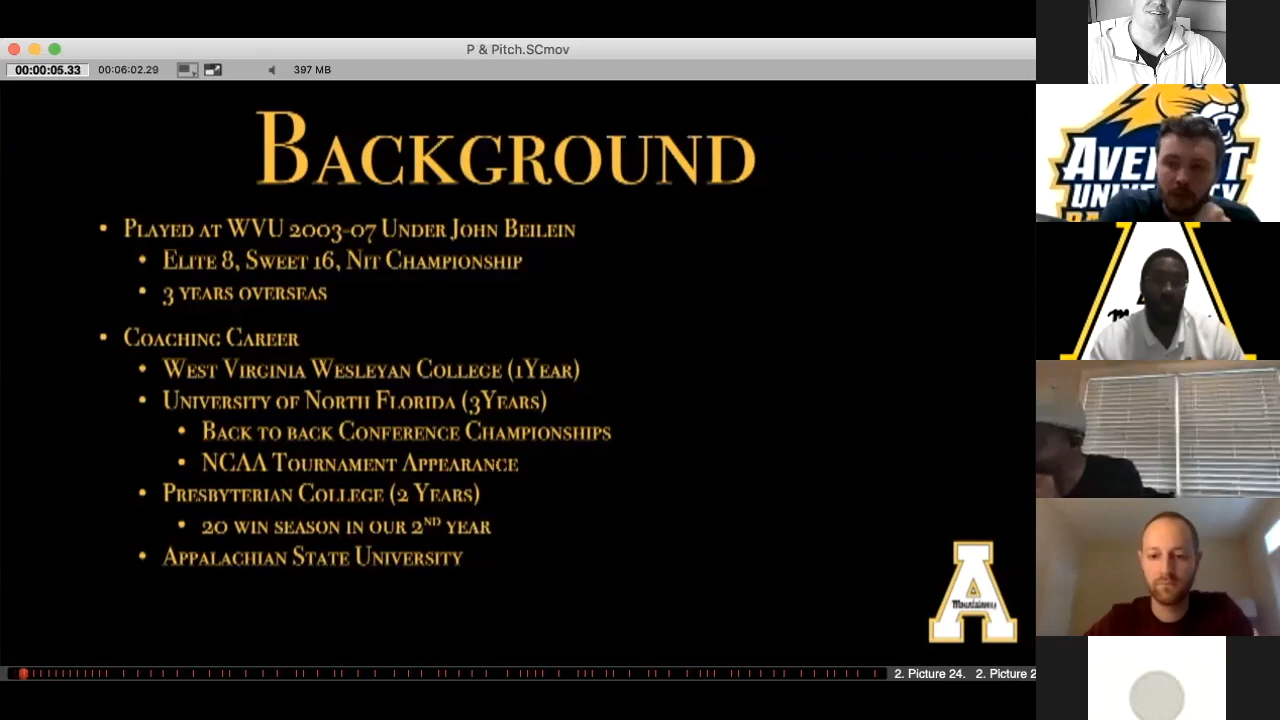 P & Pitch.SCmov
00:00:05.33 00:06:02.29 397 MB
BACKGROUND
• PLAYED AT WVU 2003-07 UNDER JOHN BEILEIN
• ELITE 8, SWEET 16, NIT CHAMPIONSHIP
• 3 YEARS OVERSEAS
• COACHING CAREER
• WEST VIRGINIA WESLEYAN COLLEGE (1YEAR)
• UNIVERSITY OF NORTH FLORIDA (3YEARS)
• BACK TO BACK CONFERENCE CHAMPIONSHIPS
• NCAA TOURNAMENT APPEARANCE
• PRESBYTERIAN COLLEGE (2 YEARS)
• 20 WIN SEASON IN OUR 2ND YEAR
• APPALACHIAN STATE UNIVERSITY
A
Mountaineers
2. Picture 24. 2. Picture 2